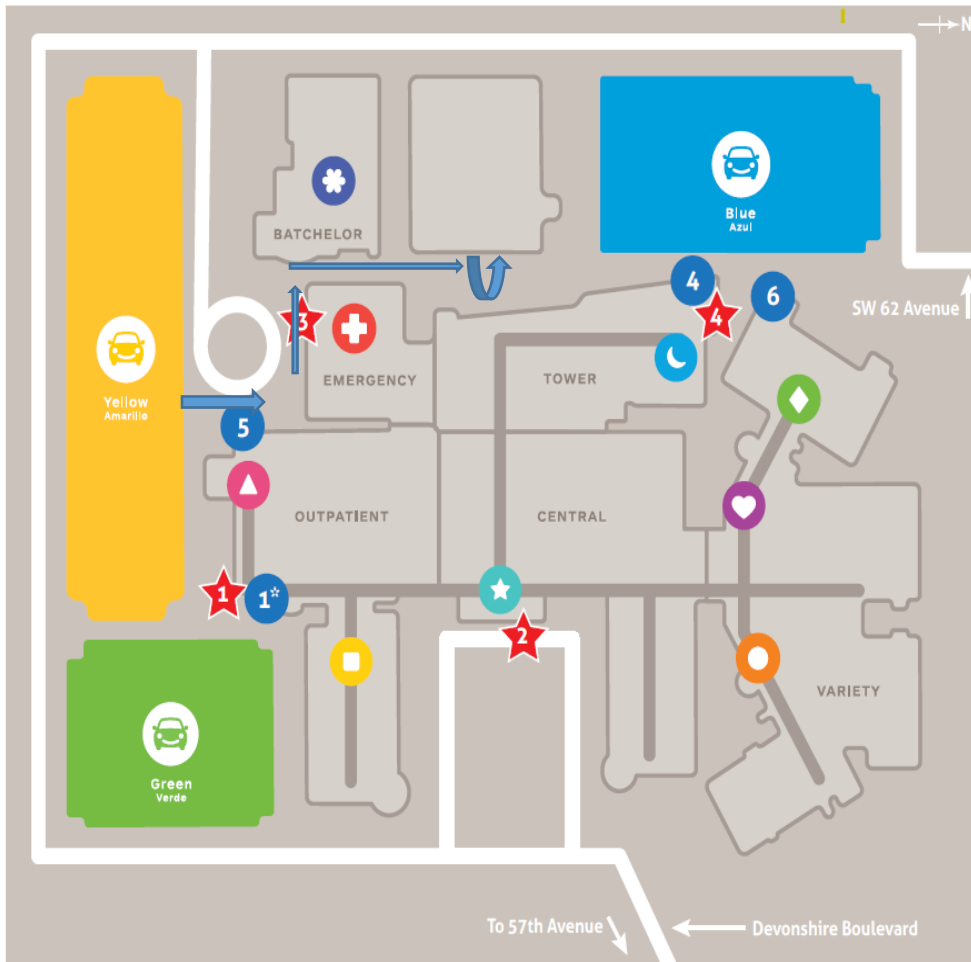 N
Blue
Azul
BATCHELOR
4
6
SW 62 Avenue
3
4
EMERGENCY
TOWER
Yellow
Amarillo
5
OUTPATIENT
CENTRAL
1
1
2
VARIETY
Green
Verde
To 57th Avenue
Devonshire Boulevard